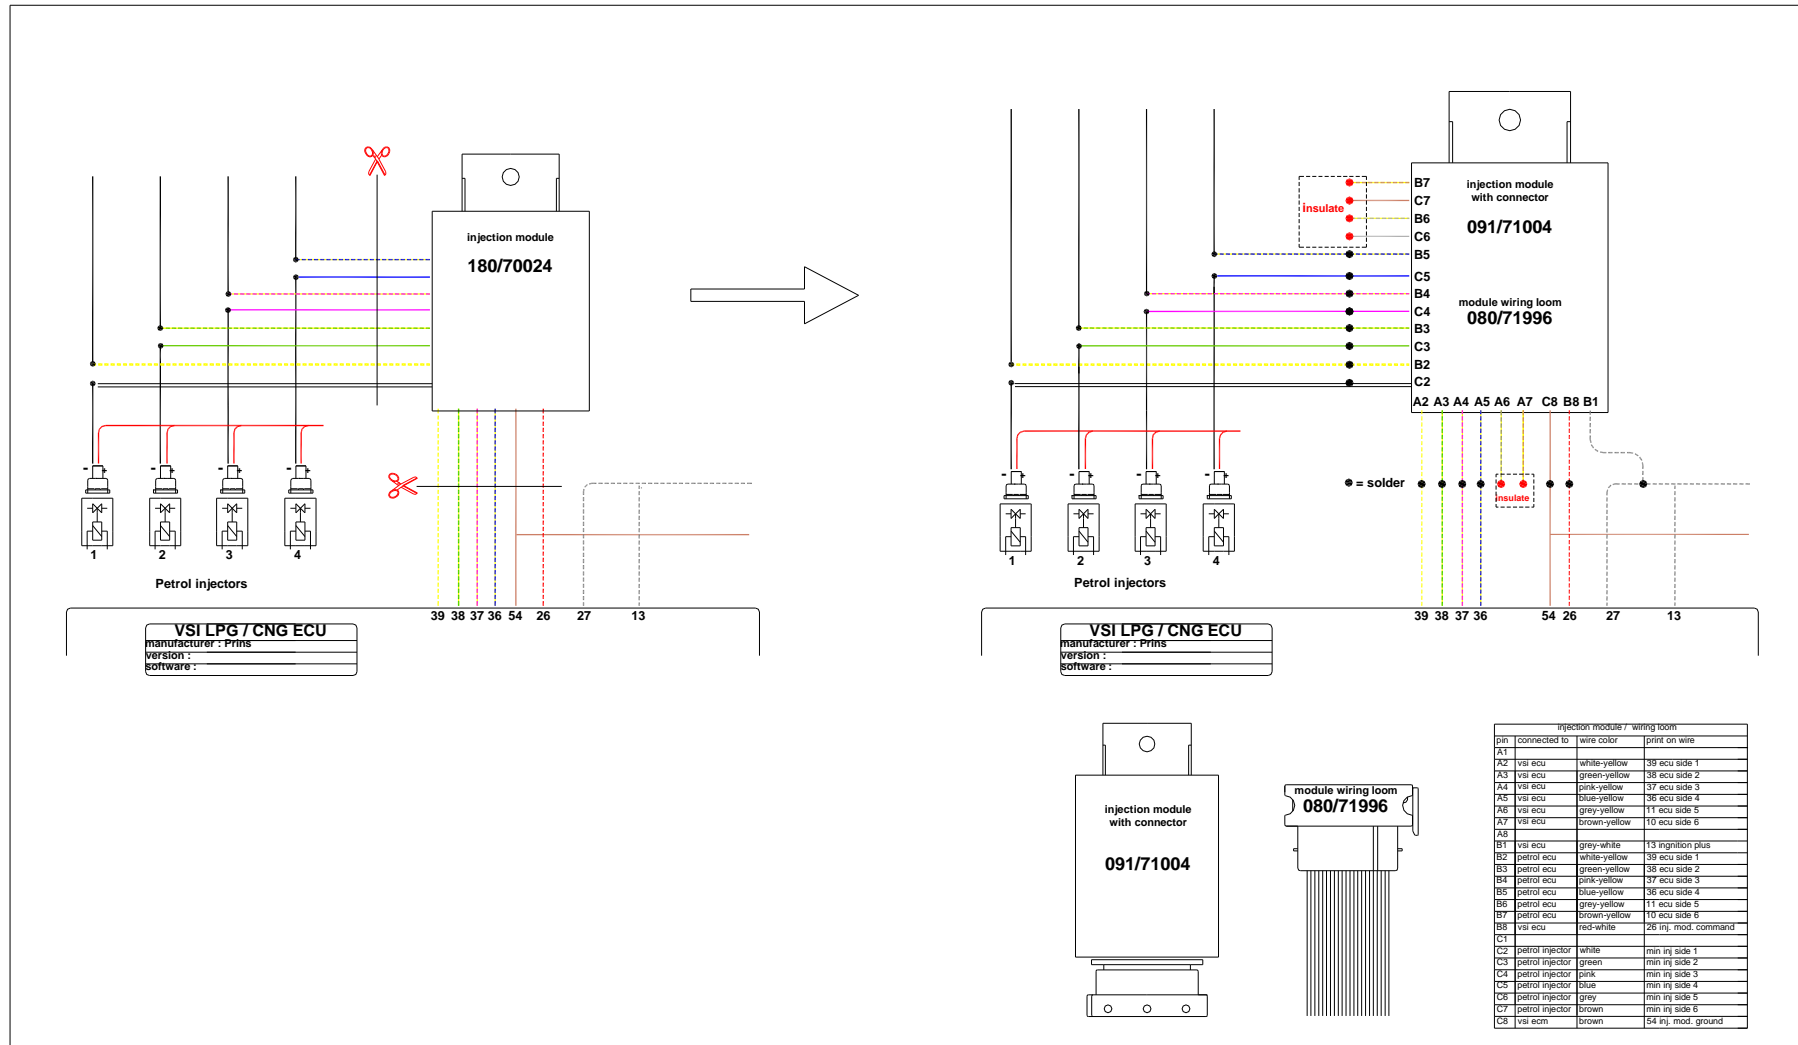 injection module
180/70024
- +
- +
- +
- +
1 2 3 4
Petrol injectors
39 38 37 36 54 26 27 13
VSI LPG / CNG ECU
manufacturer : Prins
version :
software :
insulate
B7
C7
B6
C6
B5
C5
B4
C4
B3
C3
B2
C2
injection module
with connector
091/71004
module wiring loom
080/71996
A2 A3 A4 A5 A6 A7 C8 B8 B1
= solder
insulate
- +
- +
- +
- +
1 2 3 4
Petrol injectors
39 38 37 36 54 26 27 13
VSI LPG / CNG ECU
manufacturer : Prins
version :
software :
injection module
with connector
091/71004
module wiring loom
080/71996
injection module / wiring loom
pin connected to wire color print on wire
A1
A2 vsi ecu white-yellow 39 ecu side 1
A3 vsi ecu green-yellow 38 ecu side 2
A4 vsi ecu pink-yellow 37 ecu side 3
A5 vsi ecu blue-yellow 36 ecu side 4
A6 vsi ecu grey-yellow 11 ecu side 5
A7 vsi ecu brown-yellow 10 ecu side 6
A8
B1 vsi ecu grey-white 13 ingnition plus
B2 petrol ecu white-yellow 39 ecu side 1
B3 petrol ecu green-yellow 38 ecu side 2
B4 petrol ecu pink-yellow 37 ecu side 3
B5 petrol ecu blue-yellow 36 ecu side 4
B6 petrol ecu grey-yellow 11 ecu side 5
B7 petrol ecu brown-yellow 10 ecu side 6
B8 vsi ecu red-white 26 inj. mod. command
C1
C2 petrol injector white min inj side 1
C3 petrol injector green min inj side 2
C4 petrol injector pink min inj side 3
C5 petrol injector blue min inj side 4
C6 petrol injector grey min inj side 5
C7 petrol injector brown min inj side 6
C8 vsi ecm brown 54 inj. mod. ground